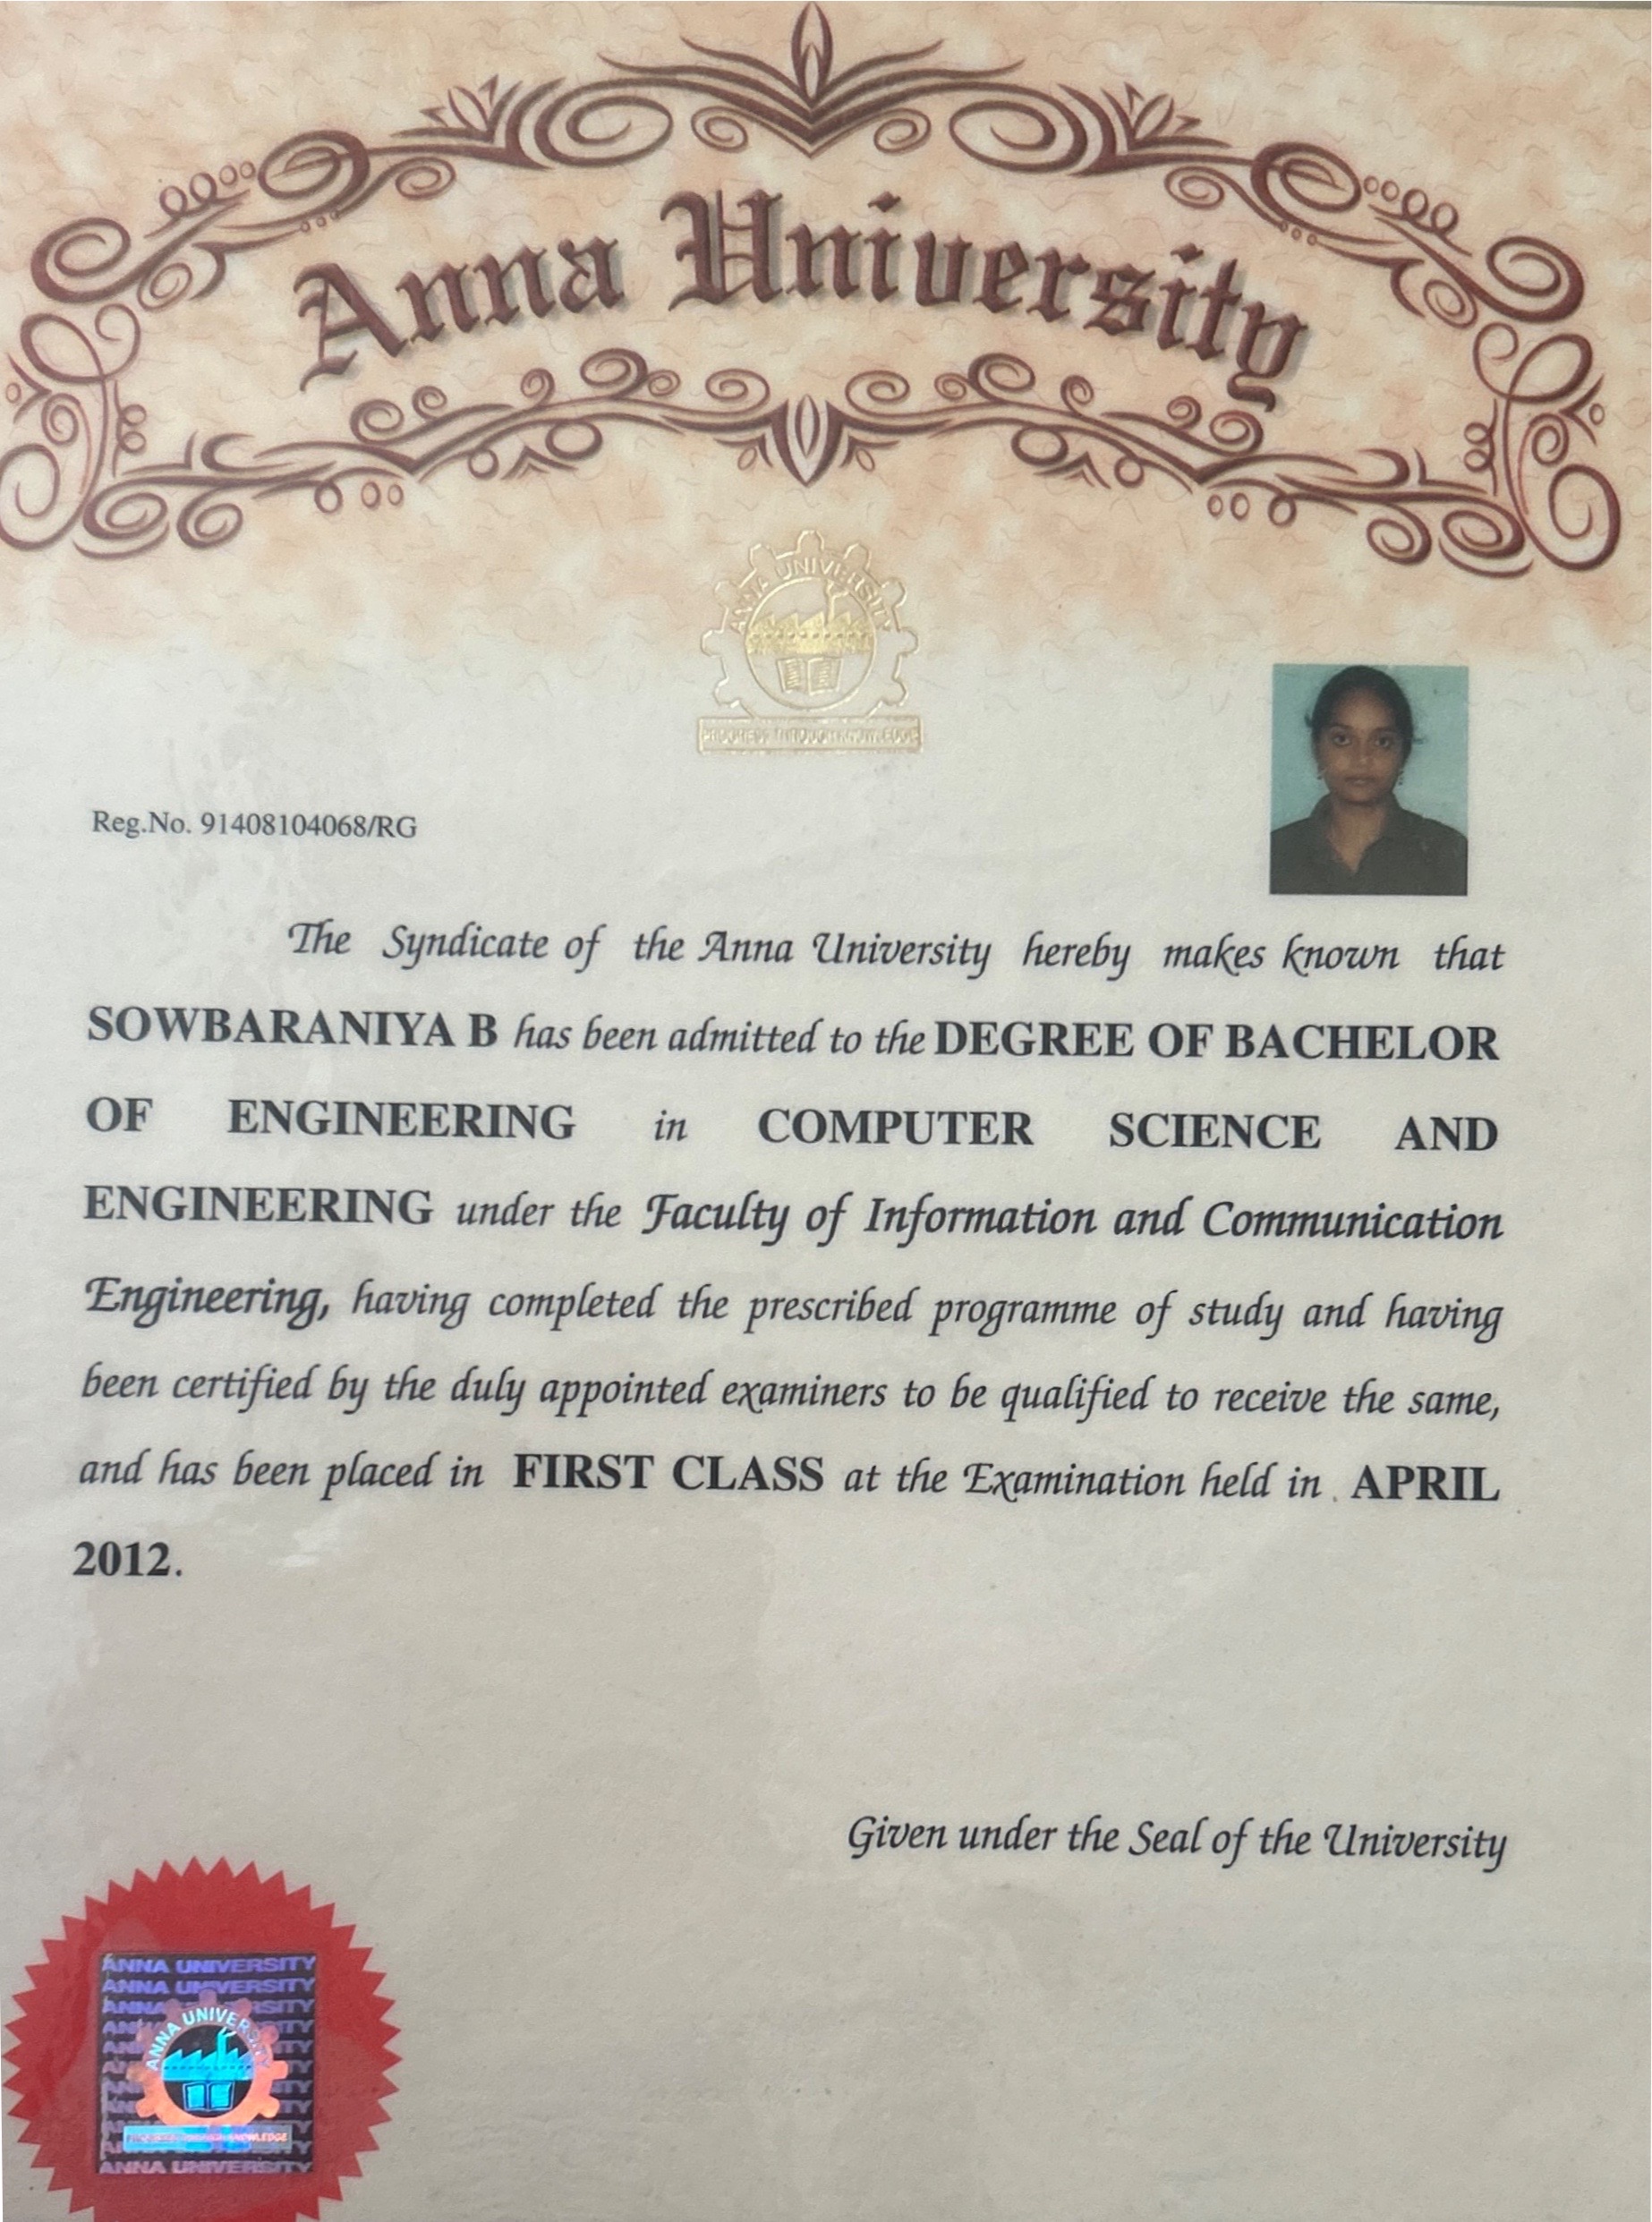 Anna University
ANNA UNIVERSITY
PROGRESS THROUGH KNOWLEDGE
Reg.No. 91408104068/RG
The Syndicate of the Anna University hereby makes known that
SOWBARANIYA B has been admitted to the DEGREE OF BACHELOR
OF ENGINEERING in COMPUTER SCIENCE AND
ENGINEERING under the Faculty of Information and Communication
Engineering, having completed the prescribed programme of study and having
been certified by the duly appointed examiners to be qualified to receive the same,
and has been placed in FIRST CLASS at the Examination held in APRIL
2012.
Given under the Seal of the University
ANNA UNIVERSITY
ANNA UNIVERSITY
ANNA UNIVERSITY
KNOWLEDGE
ANNA UNIVERSITY